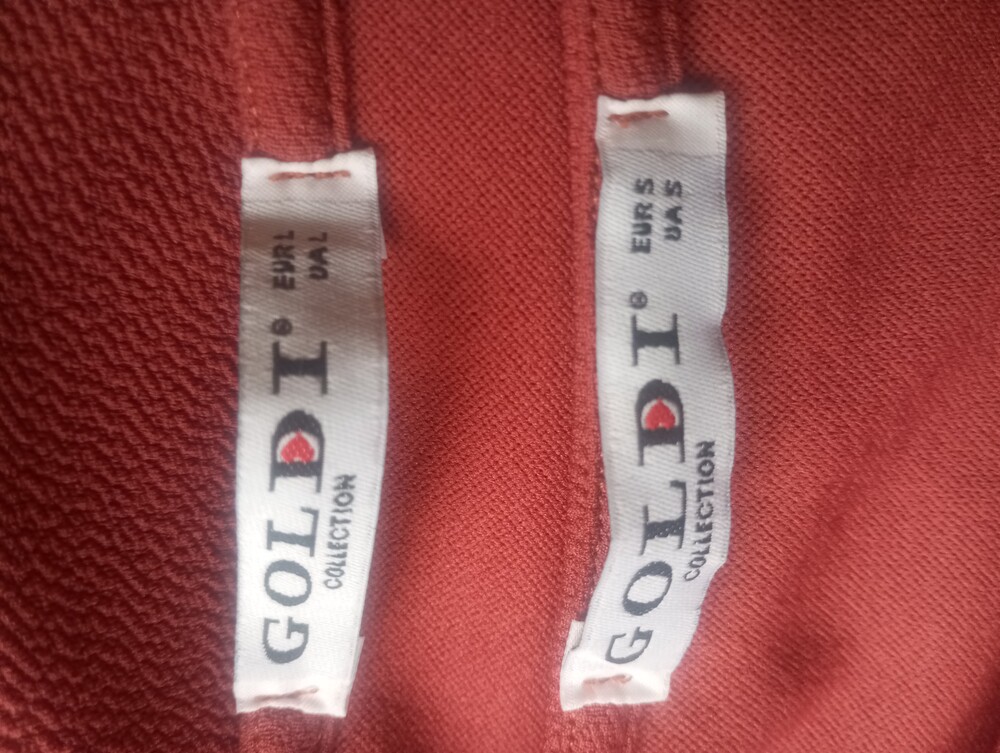 GOLDI® EUR L
COLLECTION UA L
GOLDI® EUR S
COLLECTION UA S